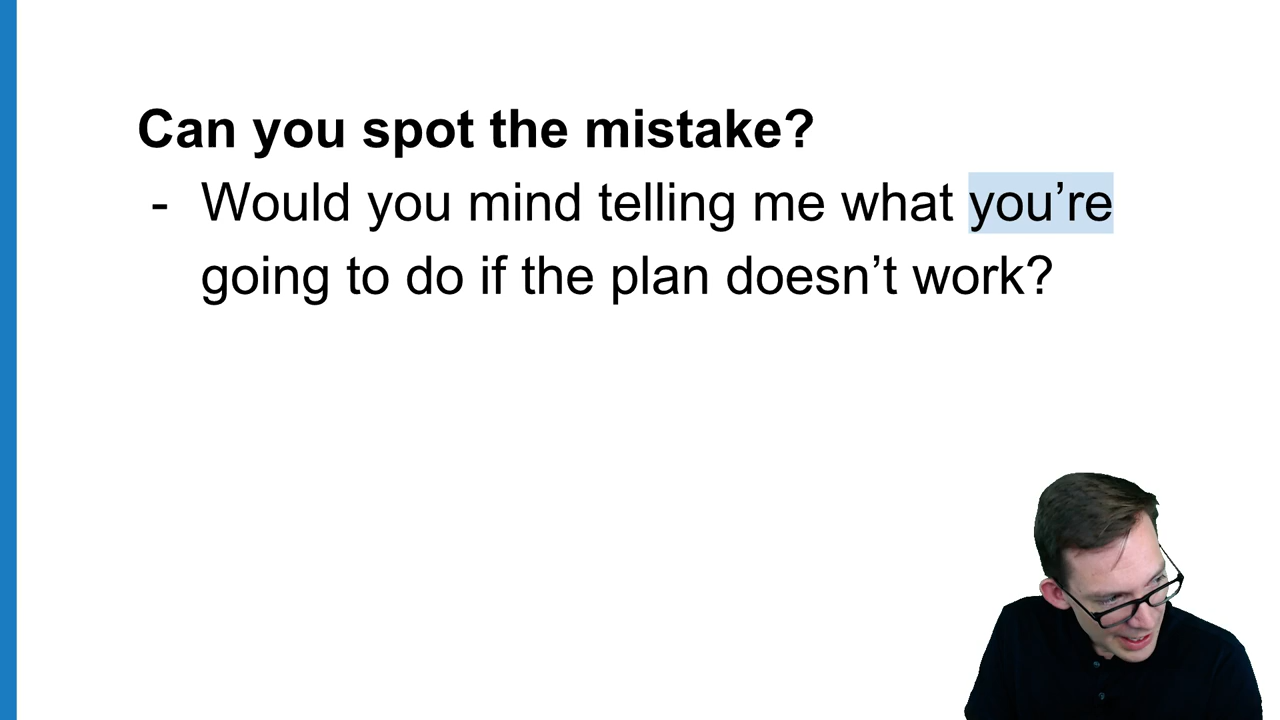 Can you spot the mistake?
- Would you mind telling me what you’re
going to do if the plan doesn’t work?